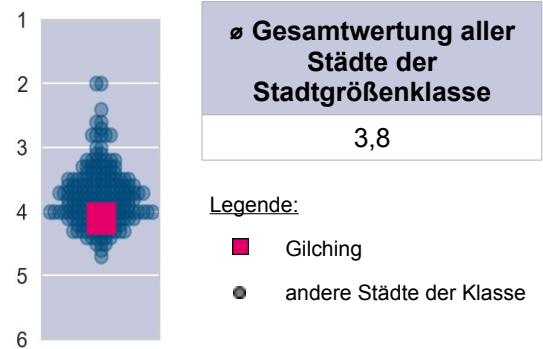 1
2
3
4
5
6
⌀ Gesamtwertung aller
Städte der
Stadtgrößenklasse
3,8
Legende:
Gilching
andere Städte der Klasse